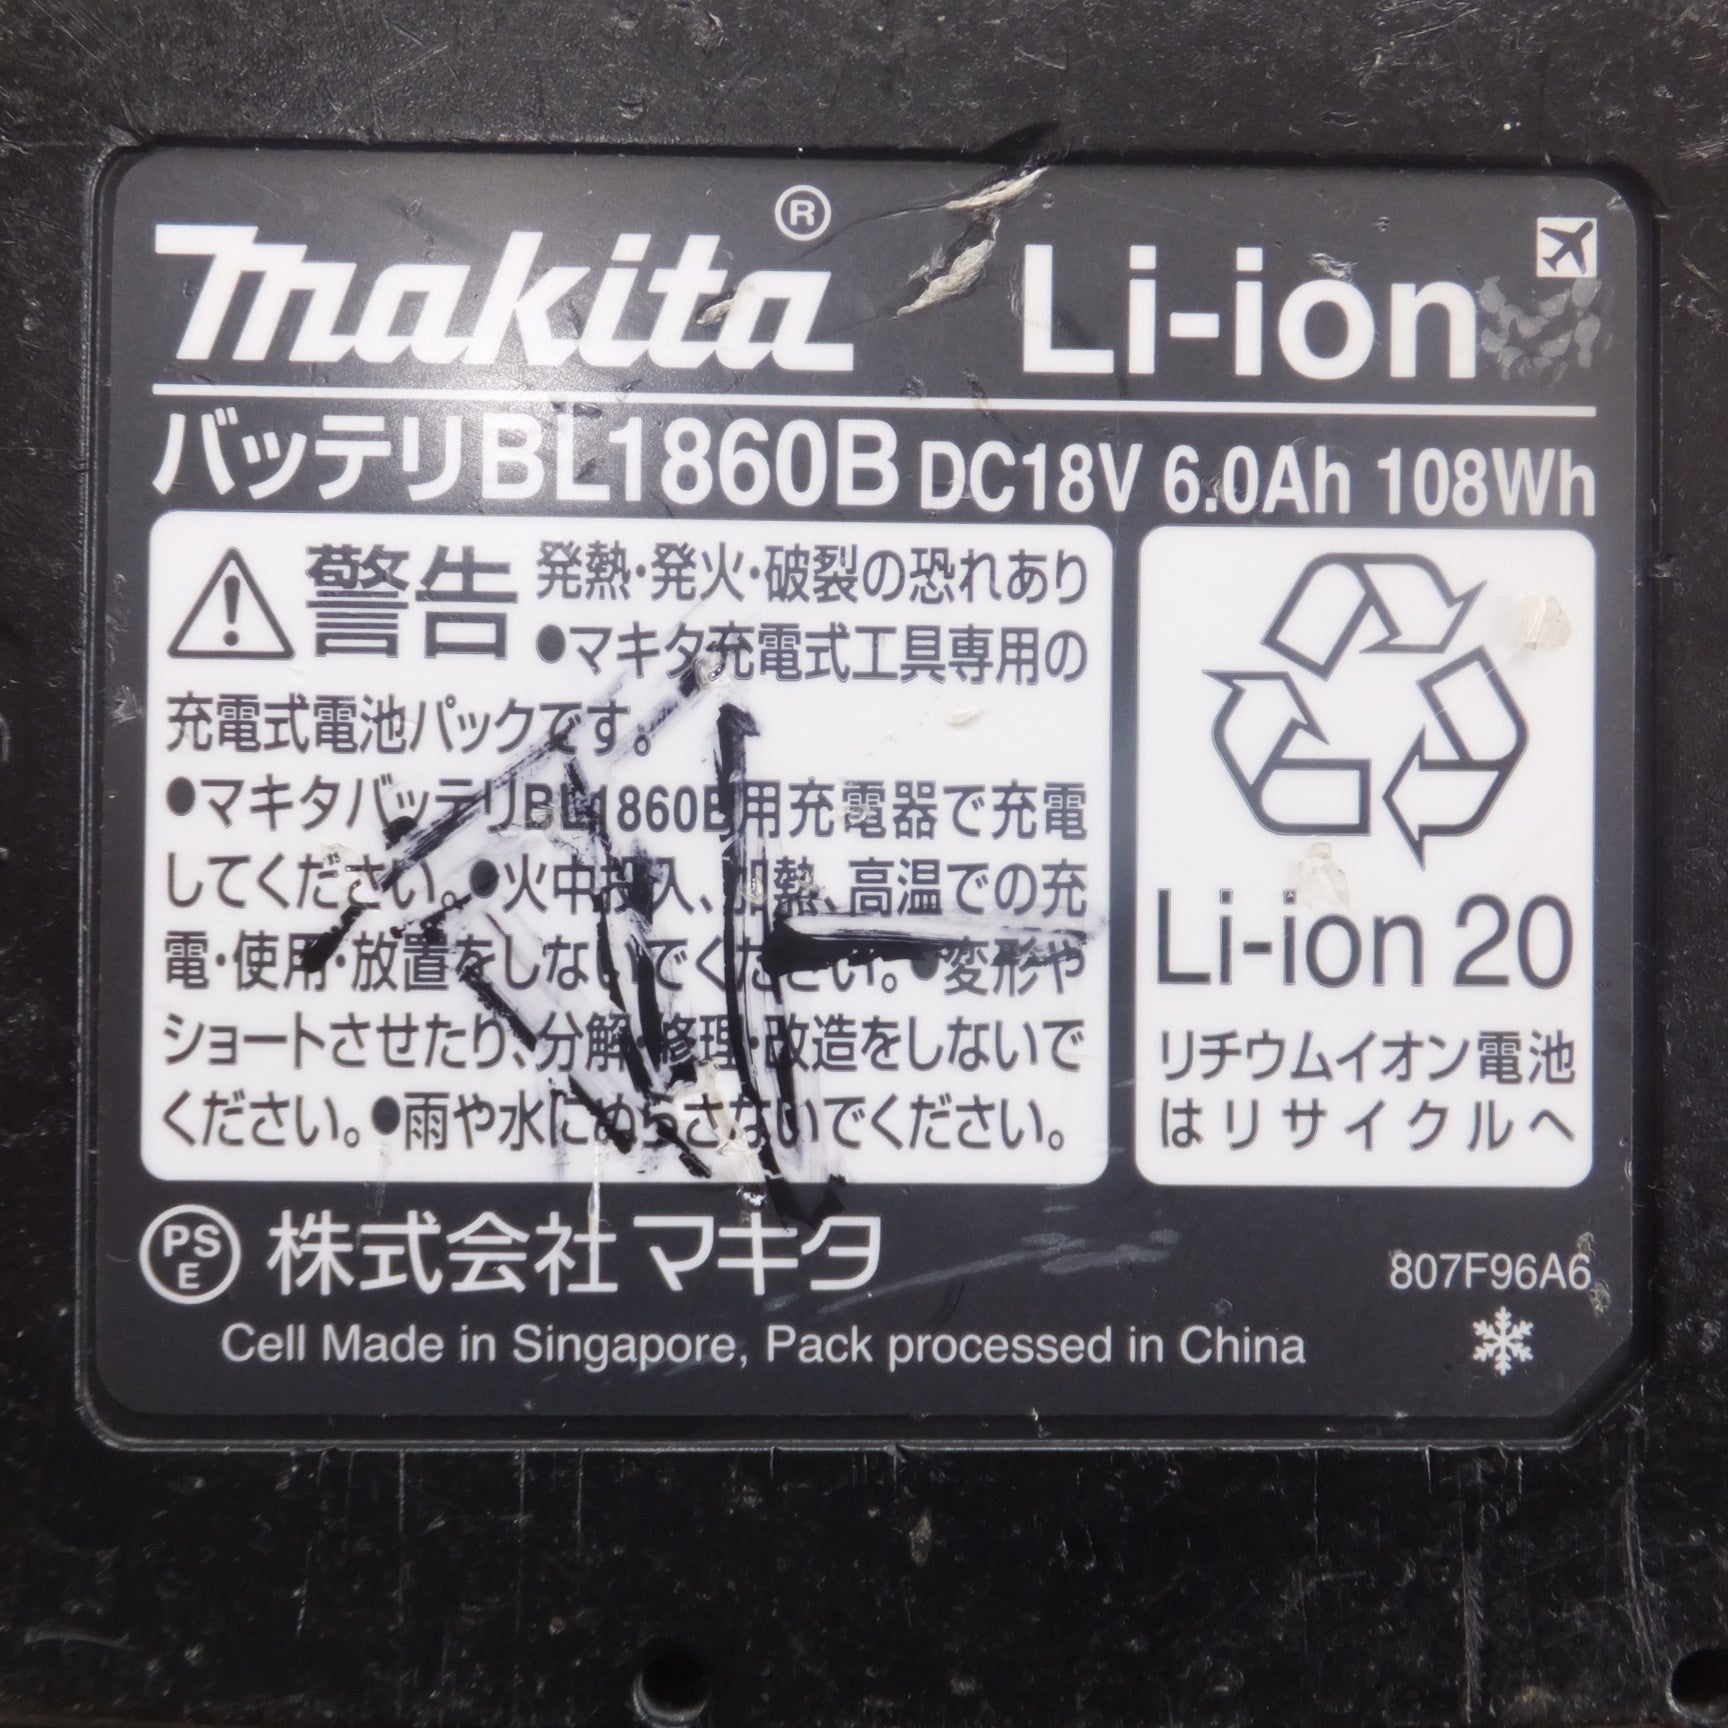 makita® Li-ion
バッテリBL1860B DC18V 6.0Ah 108Wh
警告 発熱・発火・破裂の恐れあり
●マキタ充電式工具専用の
充電式電池パックです。
●マキタバッテリBL1860B用充電器で充電
してください。●火中投入、加熱、高温での充
電・使用・放置をしないでください。●変形や
ショートさせたり、分解・修理・改造をしないで
ください。●雨や水にぬらさないでください。
Li-ion 20
リチウムイオン電池
はリサイクルへ
PSE 株式会社マキタ
807F96A6
Cell Made in Singapore, Pack processed in China